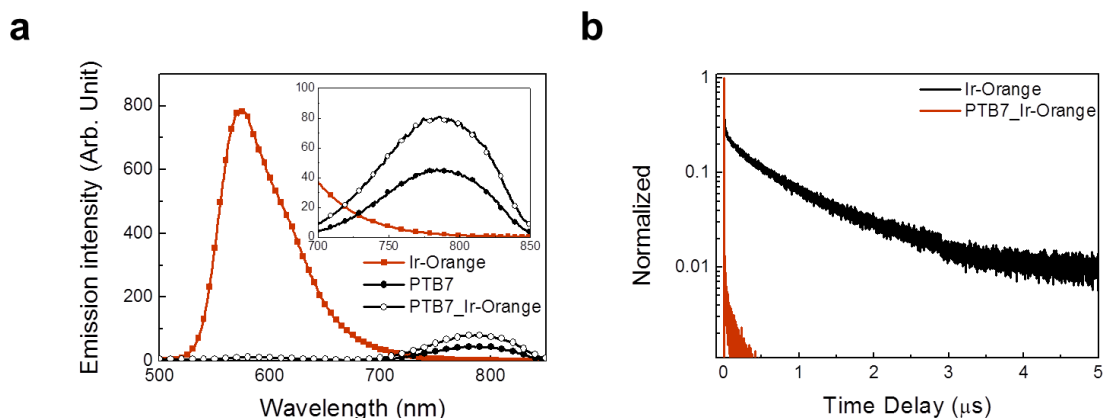 a
Emission intensity (Arb. Unit)
800
600
400
200
0
500
600
700
800
Wavelength (nm)
100
80
60
40
20
0
700
750
800
850
Ir-Orange
PTB7
PTB7_Ir-Orange
b
Normalized
1
0.1
0.01
0
1
2
3
4
5
Time Delay (μs)
Ir-Orange
PTB7_Ir-Orange